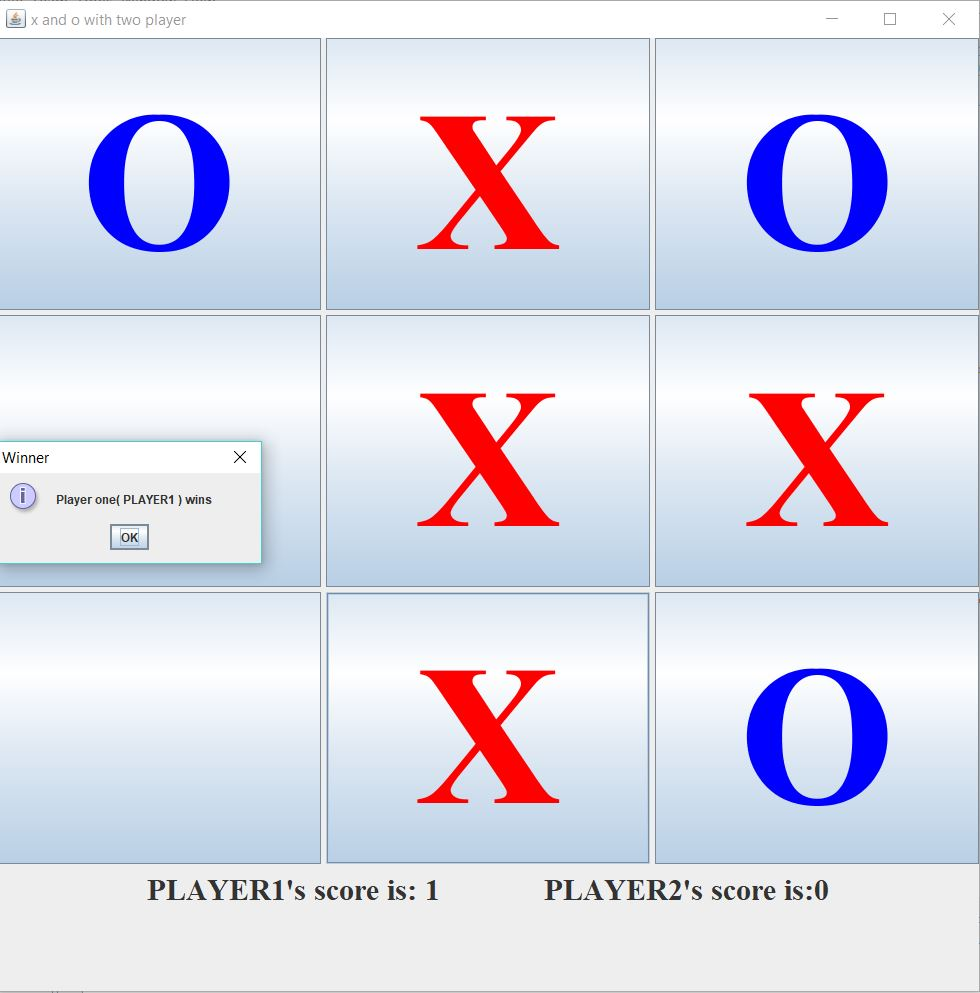 x and o with two player
O X O
X X
Winner
Player one( PLAYER1 ) wins
OK
X O
PLAYER1's score is: 1 PLAYER2's score is:0